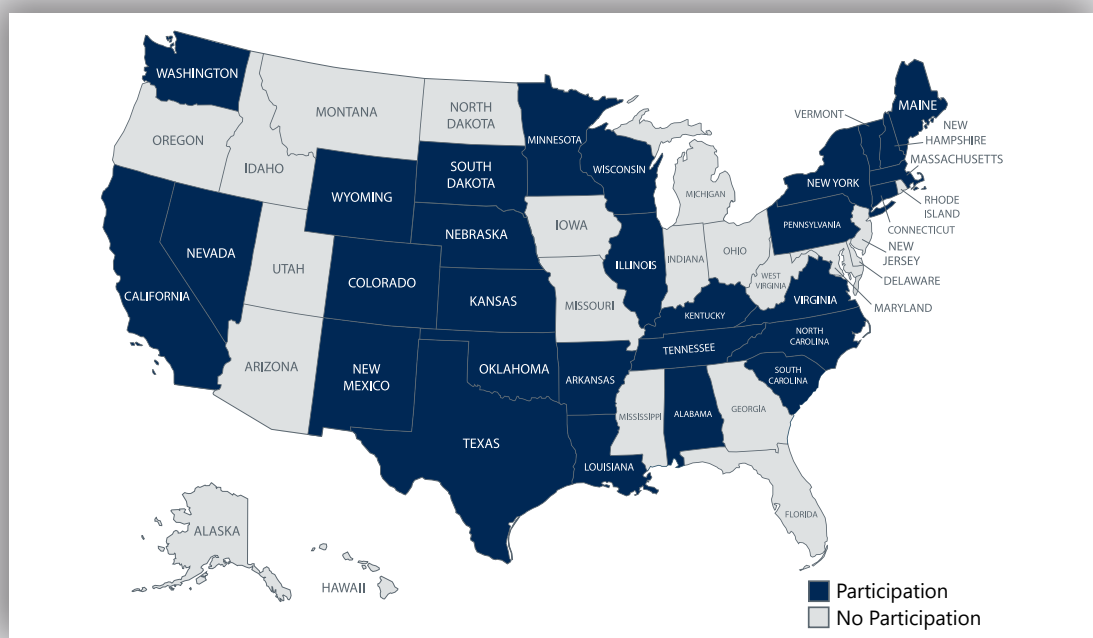 WASHINGTON
MAINE
VERMONT
NEW
HAMPSHIRE
MASSACHUSETTS
MONTANA
NORTH
DAKOTA
MINNESOTA
OREGON
IDAHO
SOUTH
DAKOTA
WISCONSIN
MICHIGAN
NEW YORK
RHODE
ISLAND
CONNECTICUT
WYOMING
IOWA
NEBRASKA
PENNSYLVANIA
NEW
JERSEY
NEVADA
UTAH
COLORADO
ILLINOIS
INDIANA
OHIO
WEST
VIRGINIA
DELAWARE
MARYLAND
CALIFORNIA
KANSAS
MISSOURI
KENTUCKY
VIRGINIA
NORTH
CAROLINA
TENNESSEE
ARIZONA
NEW
MEXICO
OKLAHOMA
ARKANSAS
SOUTH
CAROLINA
MISSISSIPPI
ALABAMA
GEORGIA
TEXAS
LOUISIANA
FLORIDA
ALASKA
HAWAII
Participation
No Participation